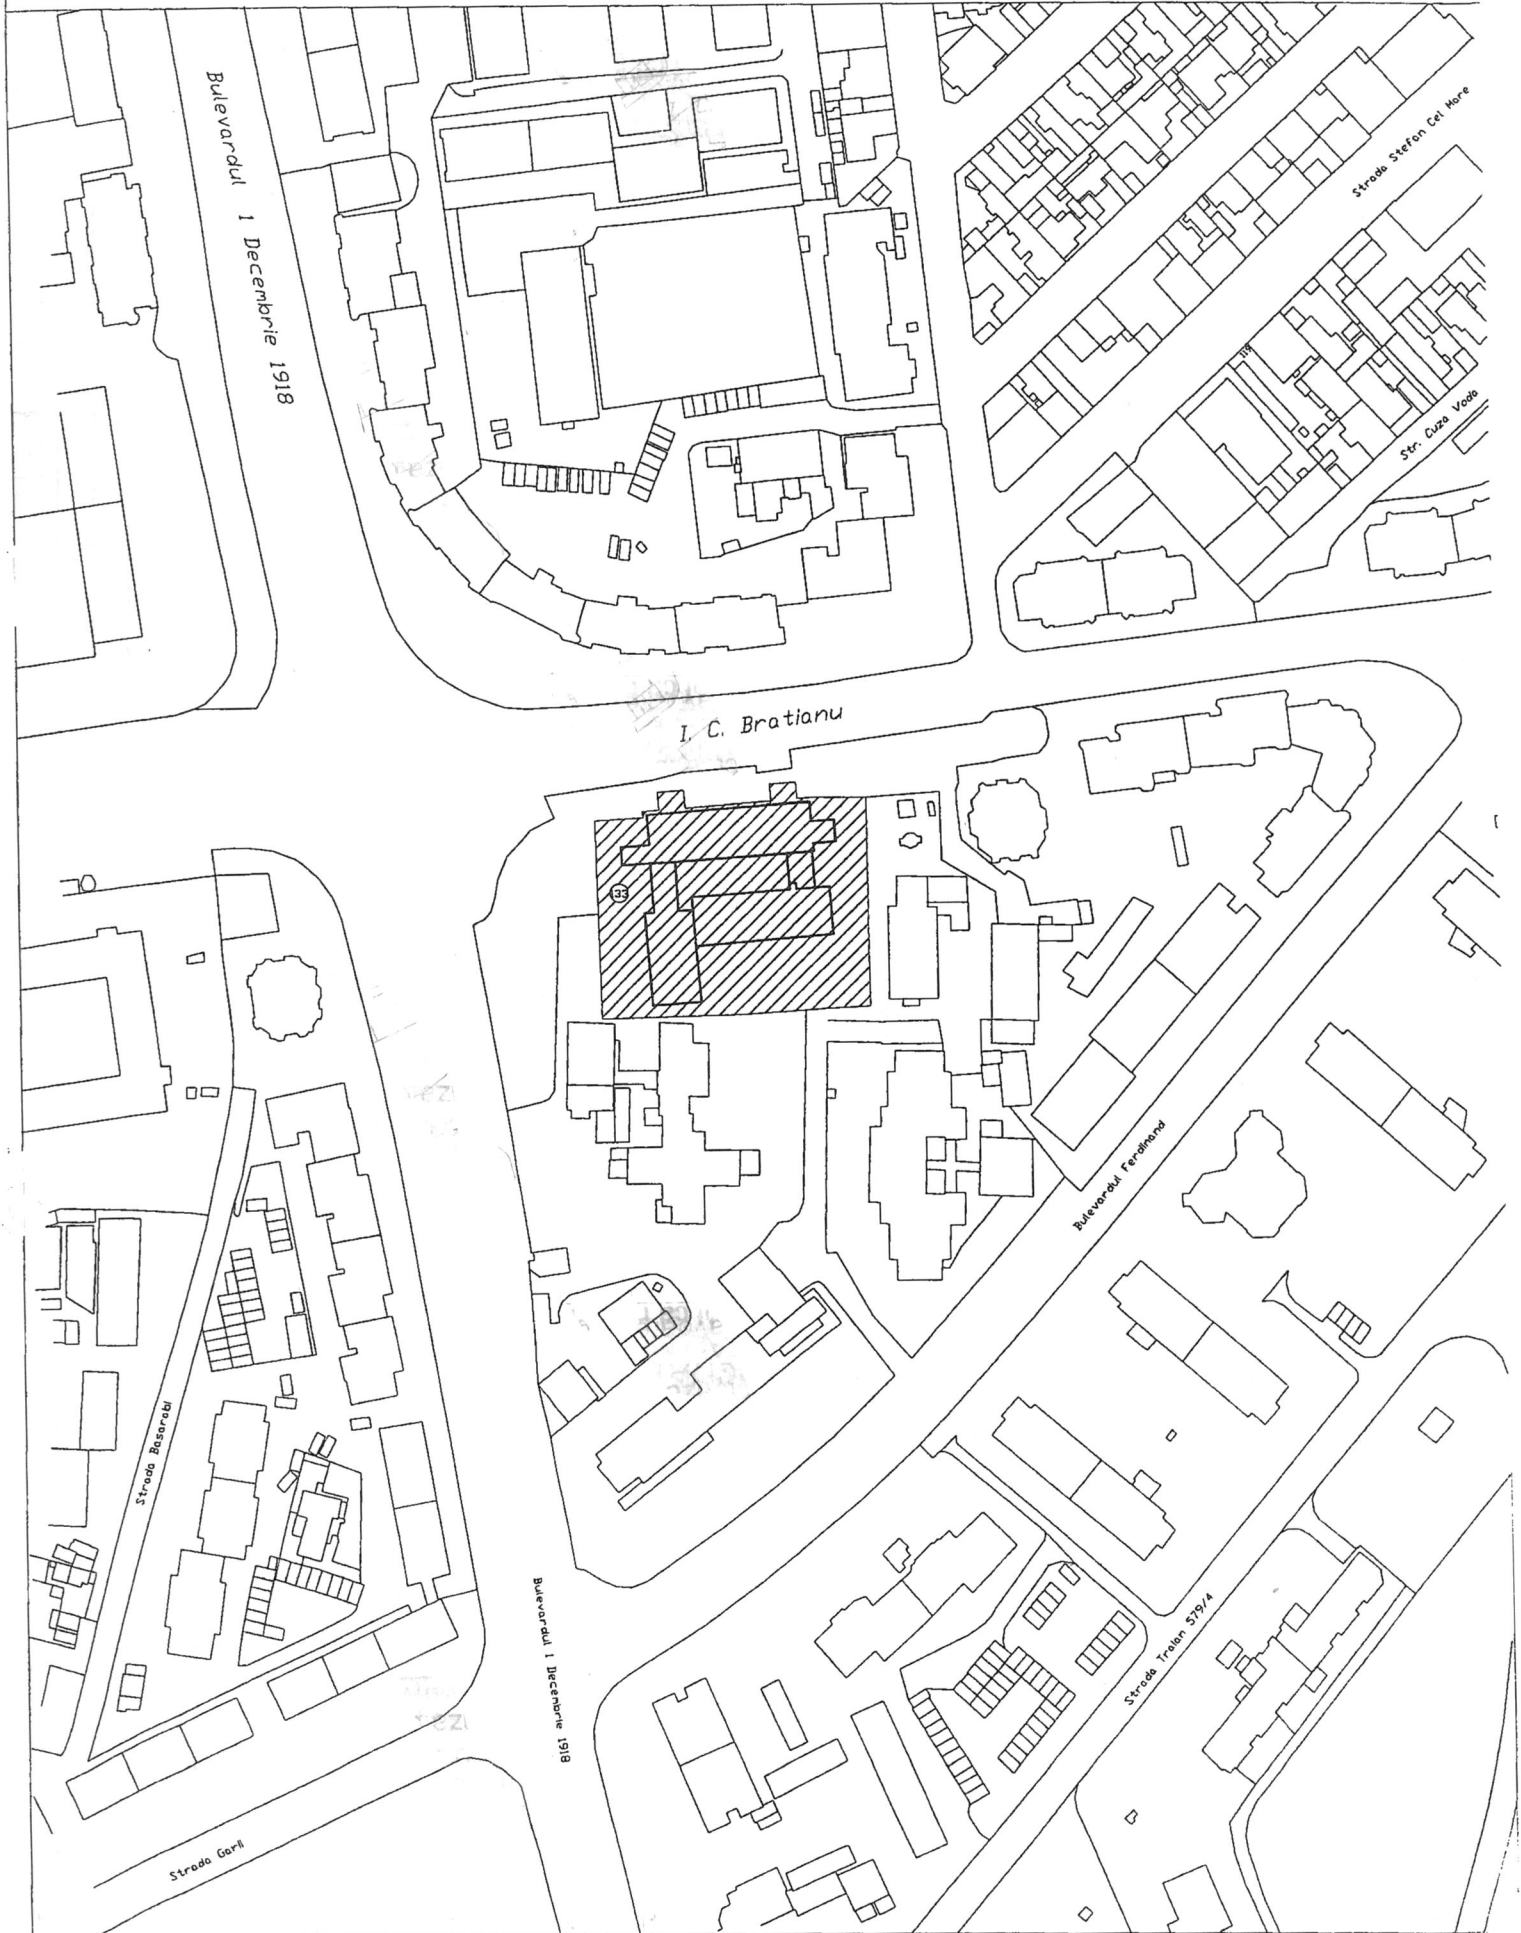 Bulevardul 1 Decembrie 1918
Strada Stefan Cel Mare
119
Str. Cuza Voda
I. C. Bratianu
33
Bulevardul Ferdinand
Strada Basarabi
Bulevardul 1 Decembrie 1918
Strada Traian 579/4
Strada Garii